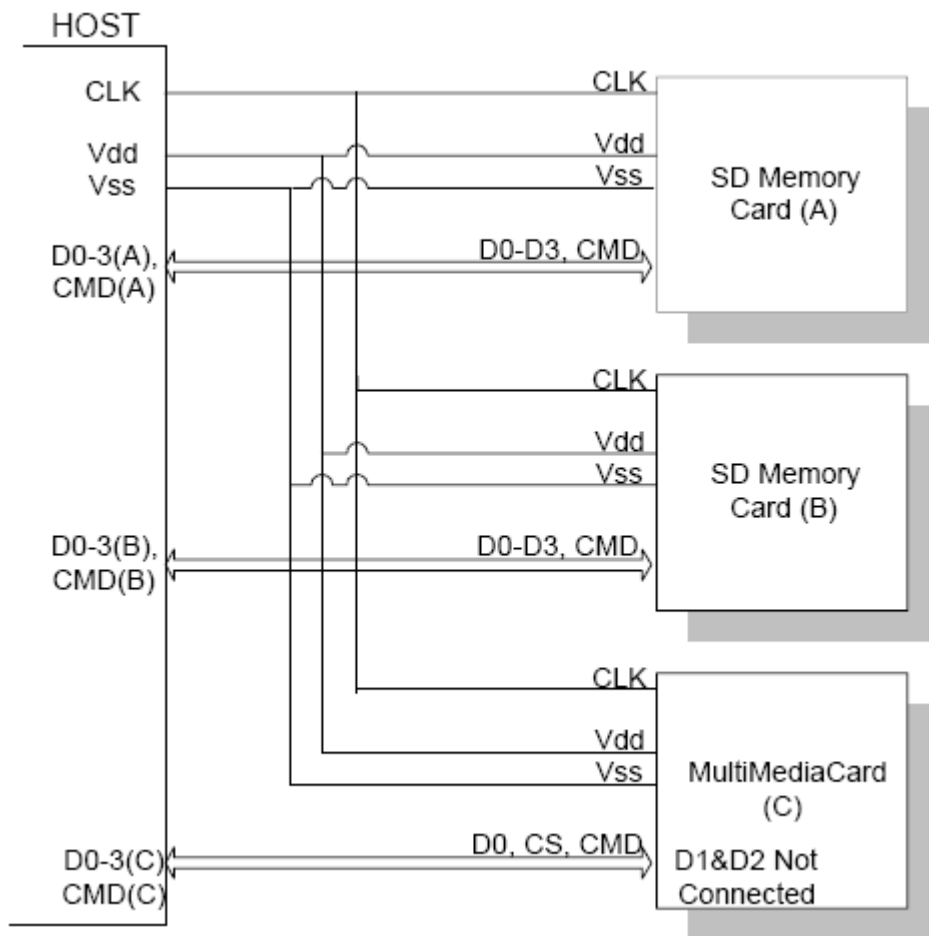 HOST
CLK
CLK
Vdd
Vdd
Vss
Vss
SD Memory
Card (A)
D0-3(A),
CMD(A)
D0-D3, CMD
CLK
Vdd
Vss
SD Memory
Card (B)
D0-3(B),
CMD(B)
D0-D3, CMD
CLK
Vdd
Vss
MultiMediaCard
(C)
D0-3(C)
CMD(C)
D0, CS, CMD
D1&D2 Not
Connected